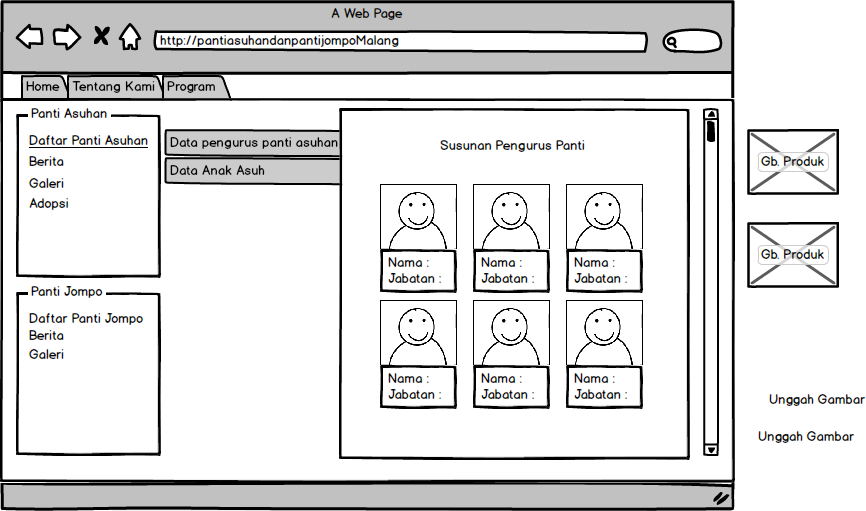 A Web Page
http://pantiasuhandanpantijompoMalang
Home Tentang Kami Program
Panti Asuhan
Daftar Panti Asuhan
Berita
Galeri
Adopsi
Panti Jompo
Daftar Panti Jompo
Berita
Galeri
Data pengurus panti asuhan
Data Anak Asuh
Susunan Pengurus Panti
Nama :
Jabatan :
Nama :
Jabatan :
Nama :
Jabatan :
Nama :
Jabatan :
Nama :
Jabatan :
Nama :
Jabatan :
Gb. Produk
Gb. Produk
Unggah Gambar
Unggah Gambar